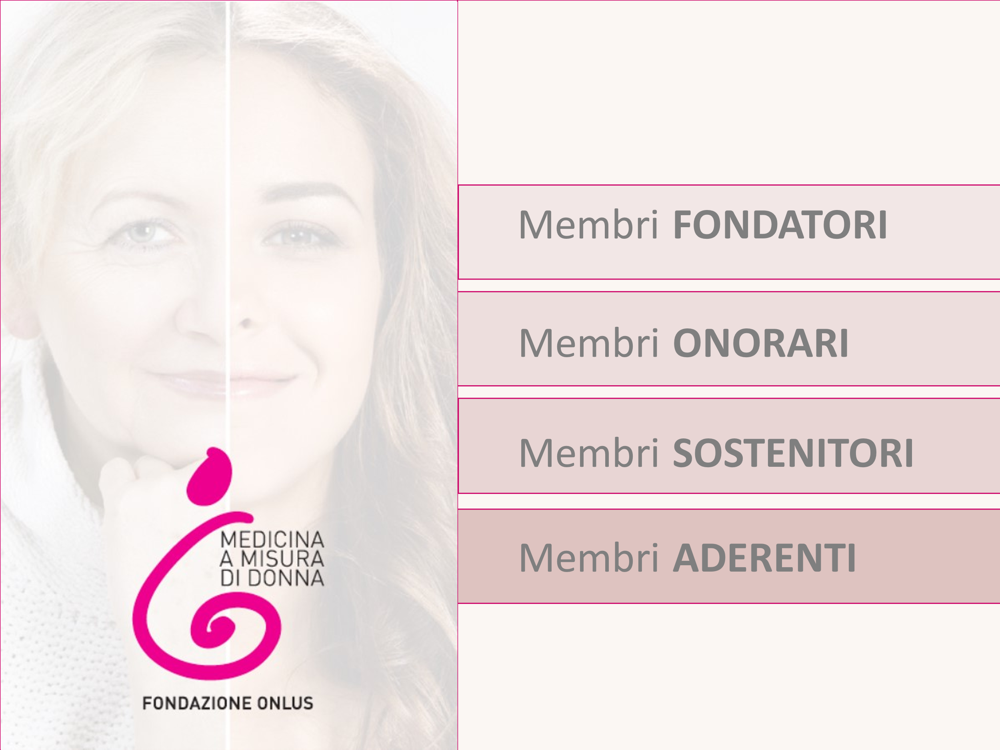 MEDICINA
A MISURA
DI DONNA
FONDAZIONE ONLUS
Membri FONDATORI
Membri ONORARI
Membri SOSTENITORI
Membri ADERENTI